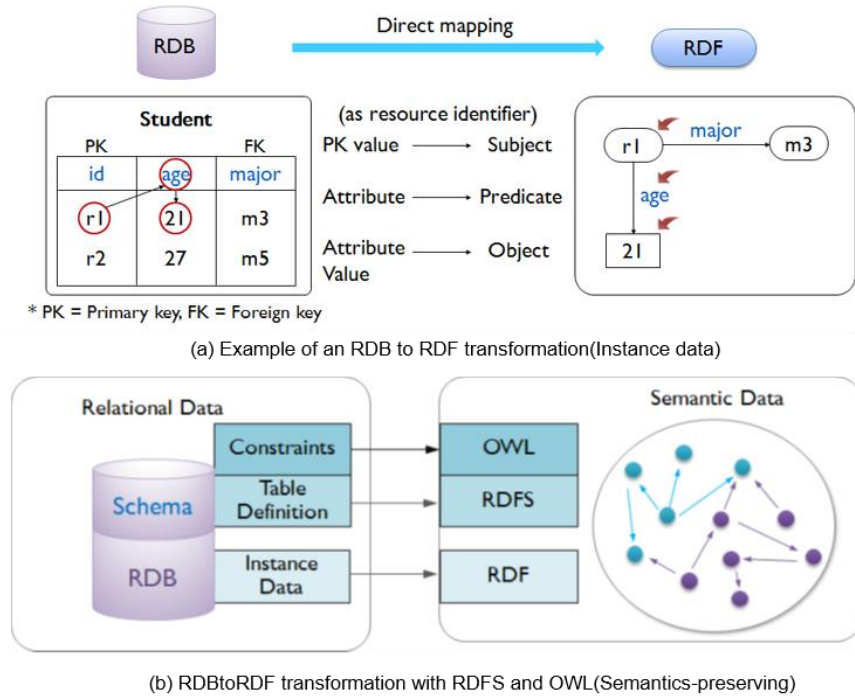 RDB
Direct mapping
RDF
Student
PK
FK
id
age
major
r1
21
m3
r2
27
m5
(as resource identifier)
PK value
Subject
Attribute
Predicate
Attribute
Value
Object
r1
major
m3
age
21
* PK = Primary key, FK = Foreign key
(a) Example of an RDB to RDF transformation(Instance data)
Relational Data
Semantic Data
Constraints
OWL
Schema
Table
Definition
RDFS
RDB
Instance
Data
RDF
(b) RDBtoRDF transformation with RDFS and OWL(Semantics-preserving)